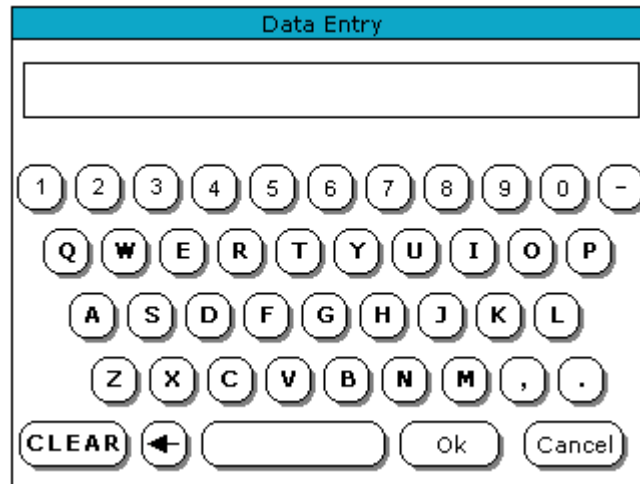 Data Entry
1 2 3 4 5 6 7 8 9 0 -
Q W E R T Y U I O P
A S D F G H J K L
Z X C V B N M , .
CLEAR ← Ok Cancel